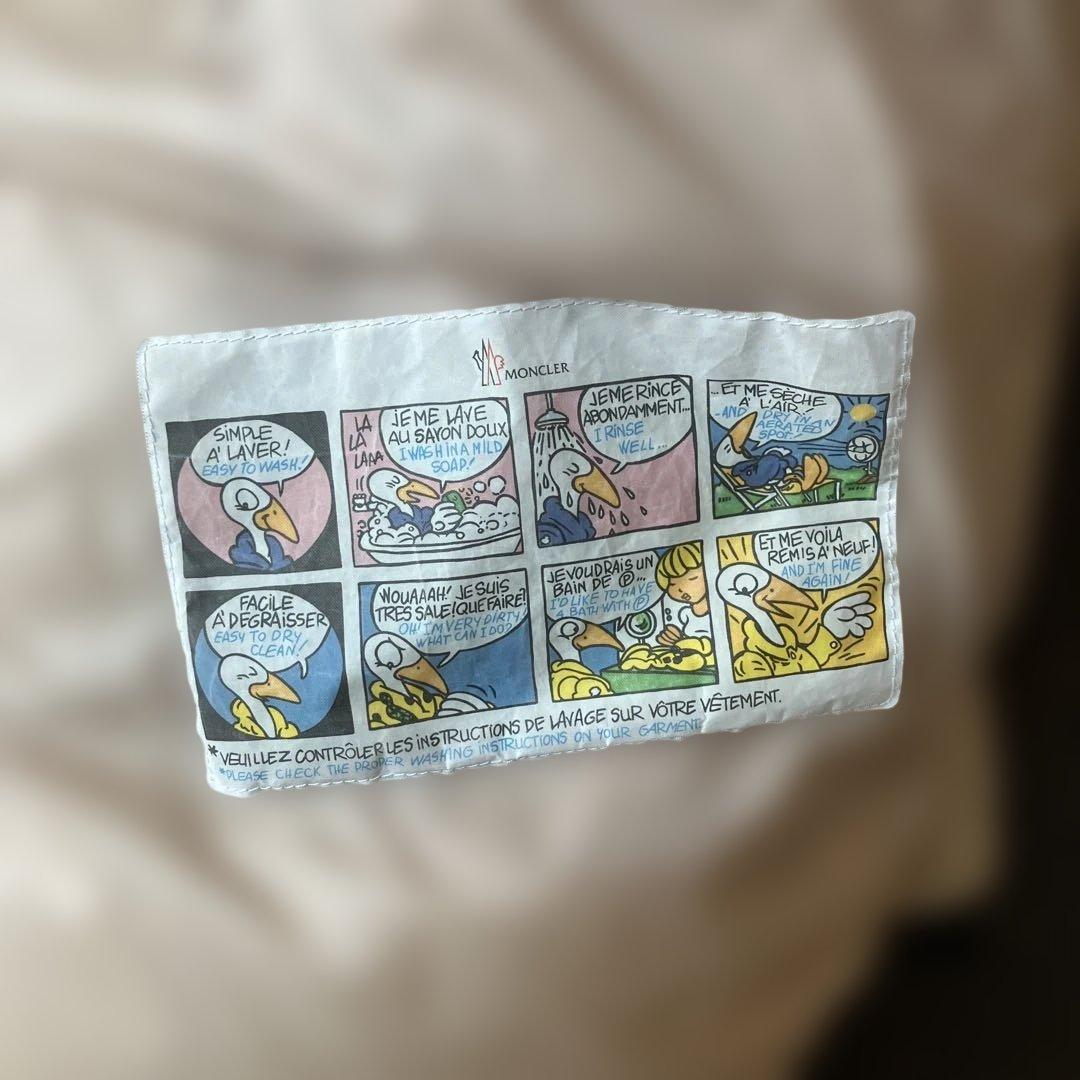 MONCLER
SIMPLE
A' LAVER!
EASY TO WASH!
LA
LA
LAAA
JE ME LAVE
AU SAYON DOUX
I WASH IN A MILD
SOAP!
JE ME RINCE
ABONDAMMENT...
I RINSE
WELL...
... ET ME SÈCHE
A' L'AIR!
-AND DRY IN
AERATED AN
SPOT-
FACILE
A' DEGRAISSER
EASY TO DRY
CLEAN!
WOUAAAH! JE SUIS
TRES SALE! QUE FAIRE?
OH! I'M VERY DIRTY
WHAT CAN I DO?
JE VOUDRAIS UN
BAIN DE Ⓟ...
I'D LIKE TO HAVE
A BATH WITH Ⓟ
ET ME VOILA
REMIS A' NEUF!
AND I'M FINE
AGAIN!
*VEUILLEZ CONTRÔLER LES INSTRUCTIONS DE LAVAGE SUR VÔTRE VÊTEMENT.
*PLEASE CHECK THE PROPER WASHING INSTRUCTIONS ON YOUR GARMENT.